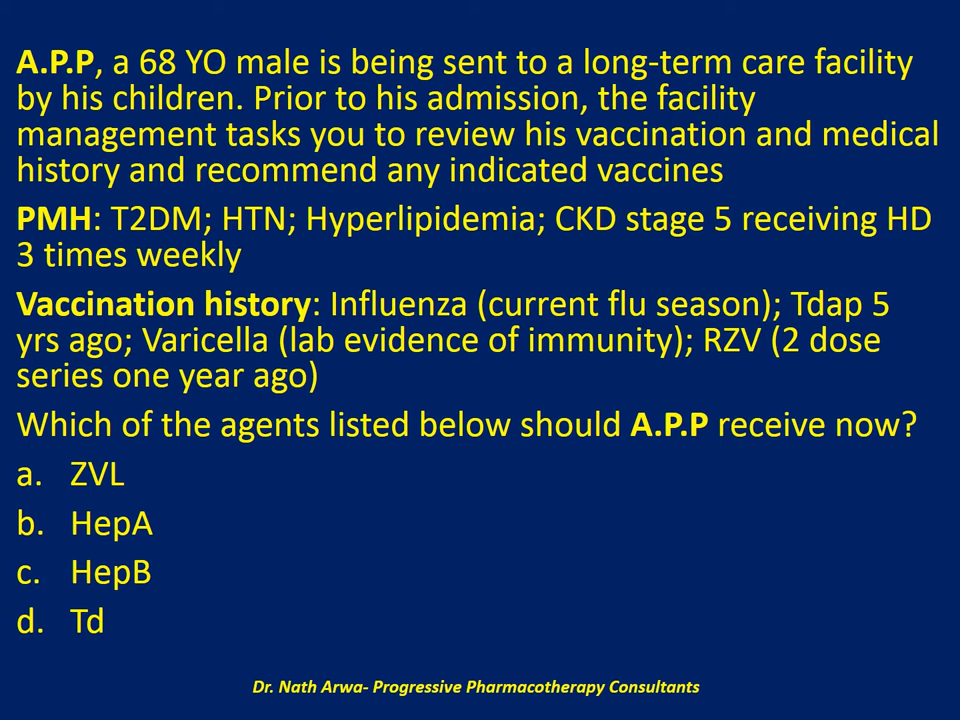 A.P.P, a 68 YO male is being sent to a long-term care facility
by his children. Prior to his admission, the facility
management tasks you to review his vaccination and medical
history and recommend any indicated vaccines
PMH: T2DM; HTN; Hyperlipidemia; CKD stage 5 receiving HD
3 times weekly
Vaccination history: Influenza (current flu season); Tdap 5
yrs ago; Varicella (lab evidence of immunity); RZV (2 dose
series one year ago)
Which of the agents listed below should A.P.P receive now?
a. ZVL
b. HepA
c. HepB
d. Td
Dr. Nath Arwa- Progressive Pharmacotherapy Consultants